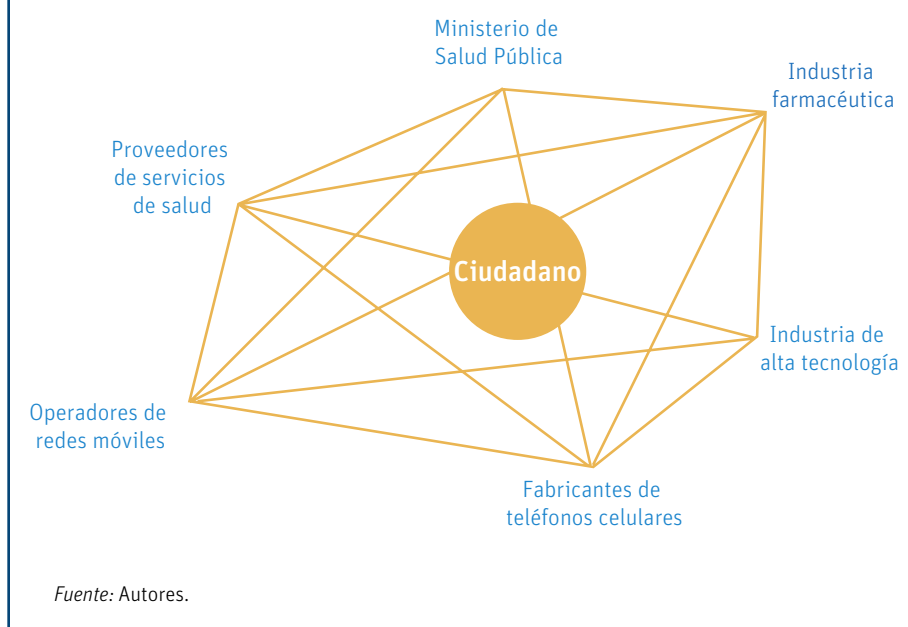 Ministerio de
Salud Pública
Industria
farmacéutica
Proveedores
de servicios
de salud
Ciudadano
Industria de
alta tecnología
Operadores de
redes móviles
Fabricantes de
teléfonos celulares
Fuente: Autores.